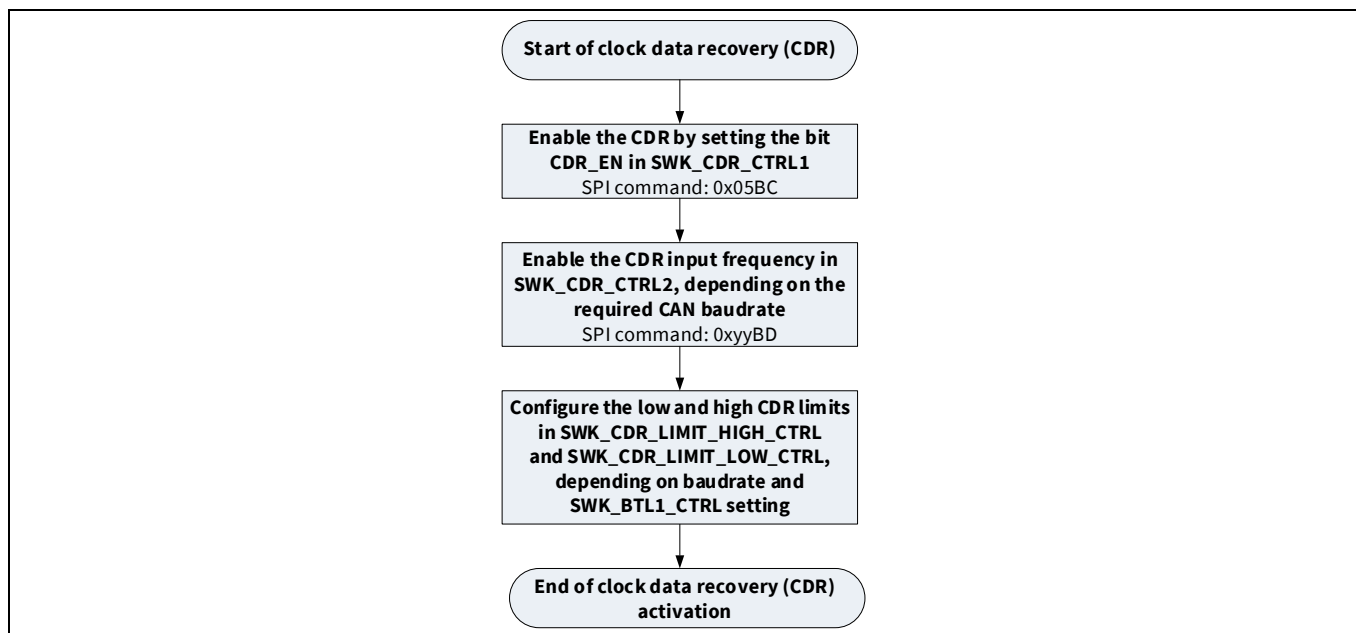 Start of clock data recovery (CDR)
Enable the CDR by setting the bit
CDR_EN in SWK_CDR_CTRL1
SPI command: 0x05BC
Enable the CDR input frequency in
SWK_CDR_CTRL2, depending on the
required CAN baudrate
SPI command: 0xyyBD
Configure the low and high CDR limits
in SWK_CDR_LIMIT_HIGH_CTRL
and SWK_CDR_LIMIT_LOW_CTRL,
depending on baudrate and
SWK_BTL1_CTRL setting
End of clock data recovery (CDR)
activation